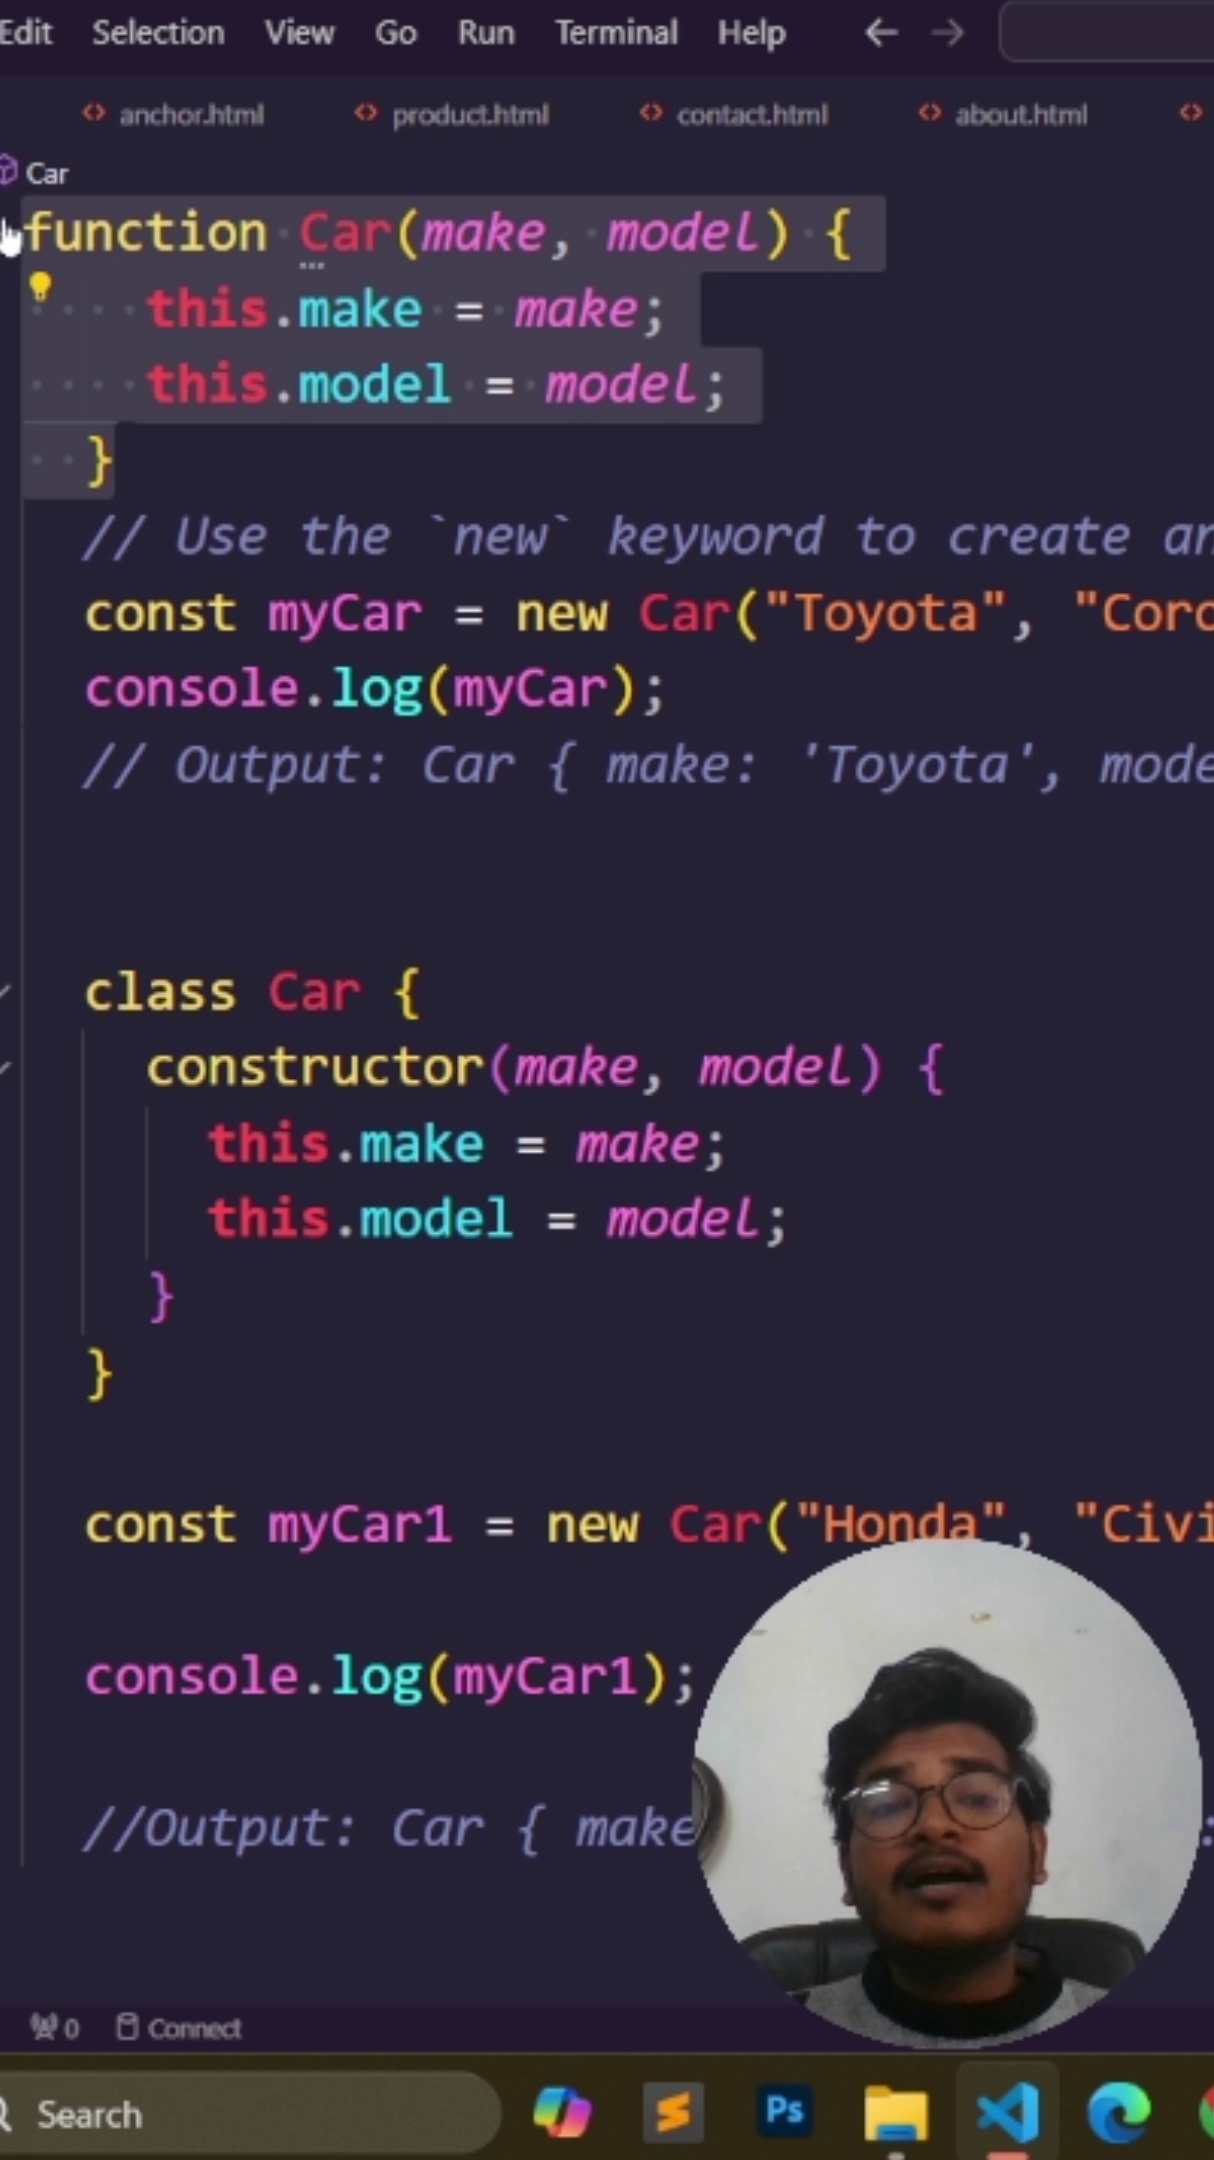 Edit Selection View Go Run Terminal Help
anchor.html product.html contact.html about.html
Car
function Car(make, model) {
this.make = make;
this.model = model;
}
// Use the `new` keyword to create
const myCar = new Car("Toyota", "Coro
console.log(myCar);
// Output: Car { make: 'Toyota', mode
class Car {
constructor(make, model) {
this.make = make;
this.model = model;
}
}
const myCar1 = new Car("Honda", "Civi
console.log(myCar1);
//Output: Car { make :
0 Connect
Search
Ps